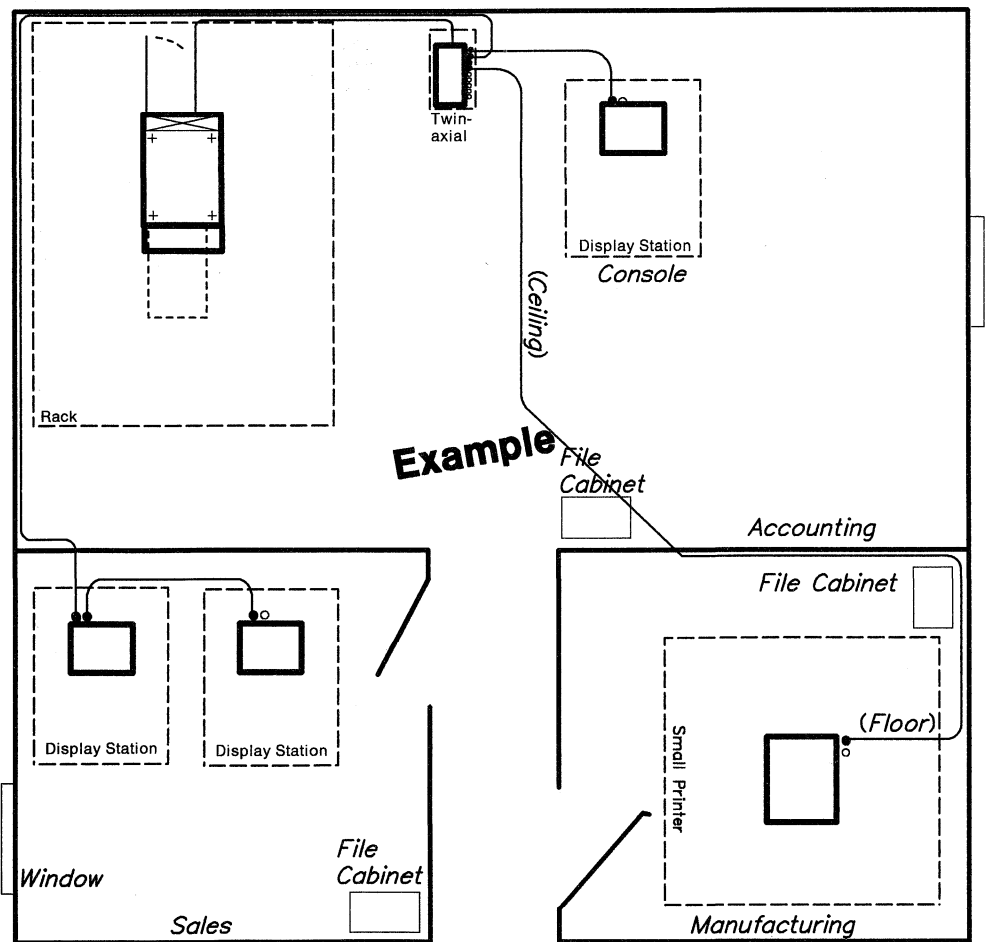 Twin-
axial
Display Station
Console
(Ceiling)
Rack
Example
File
Cabinet
Accounting
File Cabinet
(Floor)
Small Printer
Display Station
Display Station
File
Cabinet
Window
Sales
Manufacturing